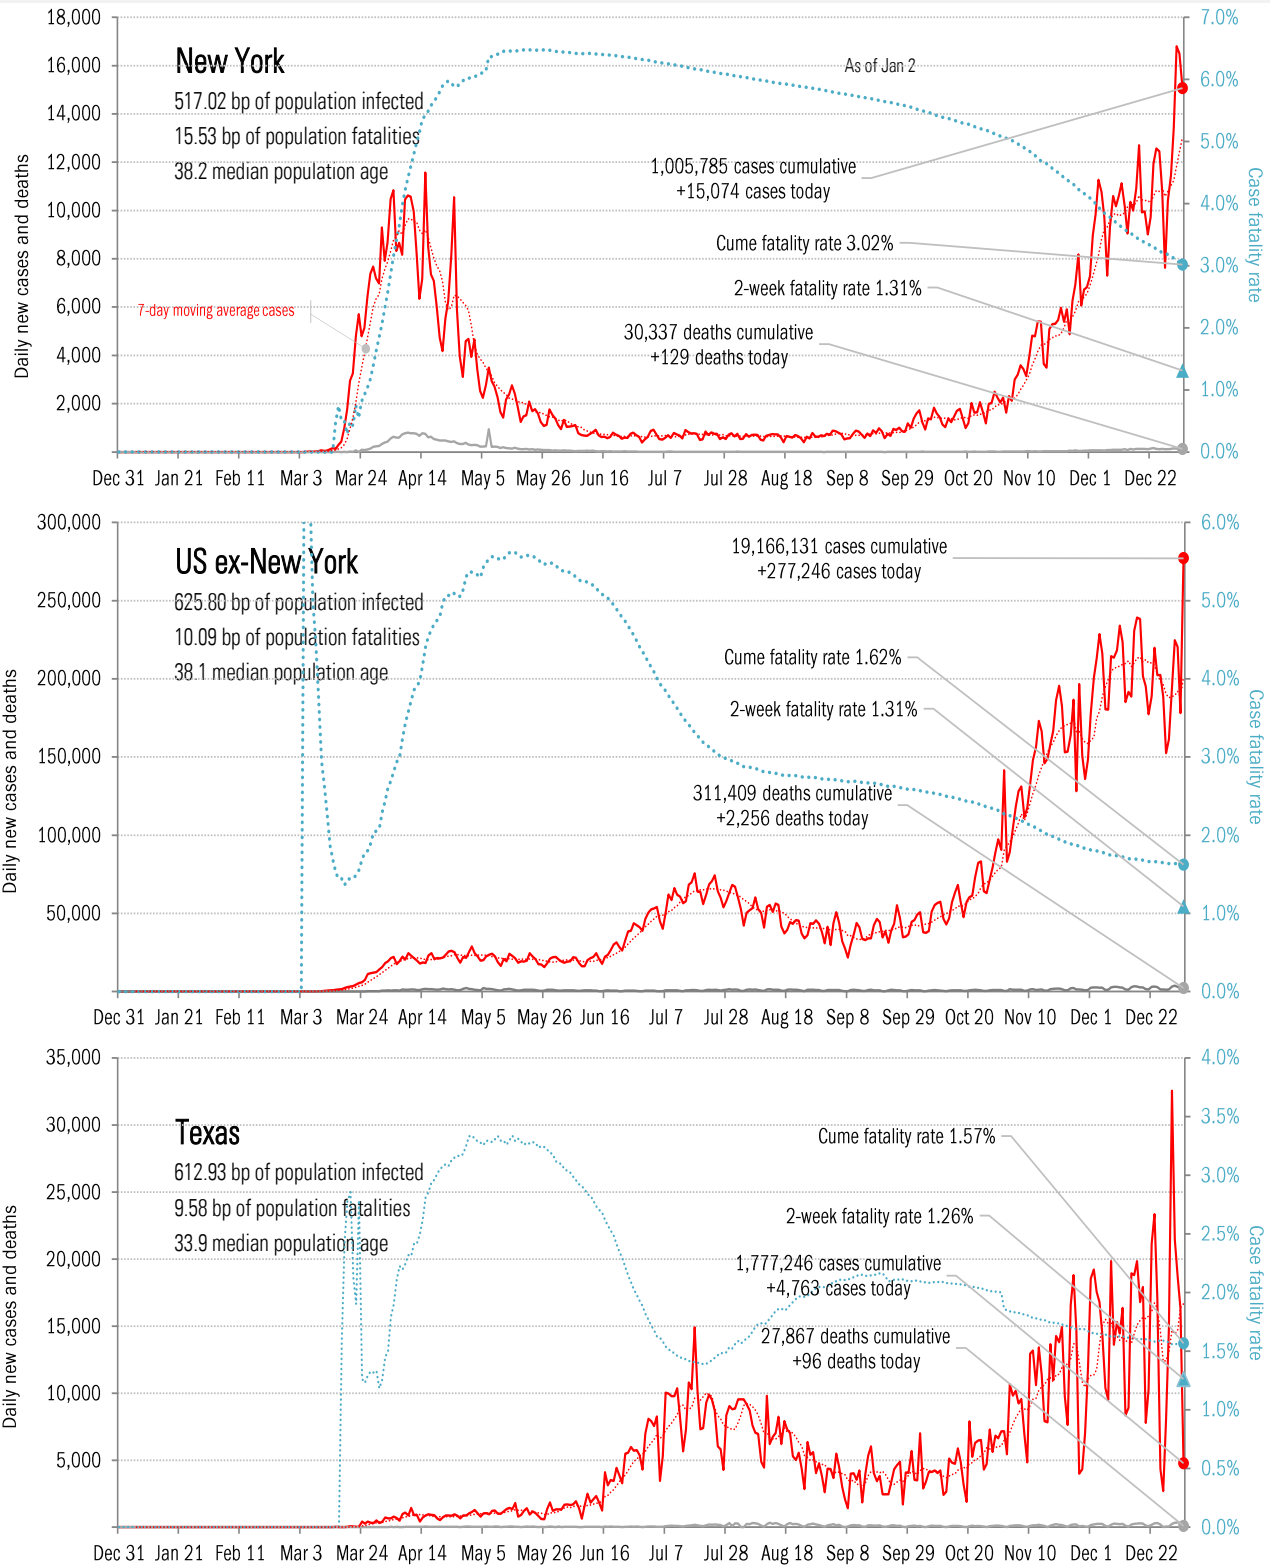 18,000
16,000
14,000
12,000
10,000
8,000
6,000
4,000
2,000
Daily new cases and deaths
New York
517.02 bp of population infected
15.53 bp of population fatalities
38.2 median population age
7-day moving average cases
As of Jan 2
1,005,785 cases cumulative
+15,074 cases today
Cume fatality rate 3.02%
2-week fatality rate 1.31%
30,337 deaths cumulative
+129 deaths today
7.0%
6.0%
5.0%
4.0%
3.0%
2.0%
1.0%
0.0%
Case fatality rate
Dec 31 Jan 21 Feb 11 Mar 3 Mar 24 Apr 14 May 5 May 26 Jun 16 Jul 7 Jul 28 Aug 18 Sep 8 Sep 29 Oct 20 Nov 10 Dec 1 Dec 22
300,000
250,000
200,000
150,000
100,000
50,000
Daily new cases and deaths
US ex-New York
625.80 bp of population infected
10.09 bp of population fatalities
38.1 median population age
19,166,131 cases cumulative
+277,246 cases today
Cume fatality rate 1.62%
2-week fatality rate 1.31%
311,409 deaths cumulative
+2,256 deaths today
6.0%
5.0%
4.0%
3.0%
2.0%
1.0%
0.0%
Case fatality rate
Dec 31 Jan 21 Feb 11 Mar 3 Mar 24 Apr 14 May 5 May 26 Jun 16 Jul 7 Jul 28 Aug 18 Sep 8 Sep 29 Oct 20 Nov 10 Dec 1 Dec 22
35,000
30,000
25,000
20,000
15,000
10,000
5,000
Daily new cases and deaths
Texas
612.93 bp of population infected
9.58 bp of population fatalities
33.9 median population age
Cume fatality rate 1.57%
2-week fatality rate 1.26%
1,777,246 cases cumulative
+4,763 cases today
27,867 deaths cumulative
+96 deaths today
4.0%
3.5%
3.0%
2.5%
2.0%
1.5%
1.0%
0.5%
0.0%
Case fatality rate
Dec 31 Jan 21 Feb 11 Mar 3 Mar 24 Apr 14 May 5 May 26 Jun 16 Jul 7 Jul 28 Aug 18 Sep 8 Sep 29 Oct 20 Nov 10 Dec 1 Dec 22